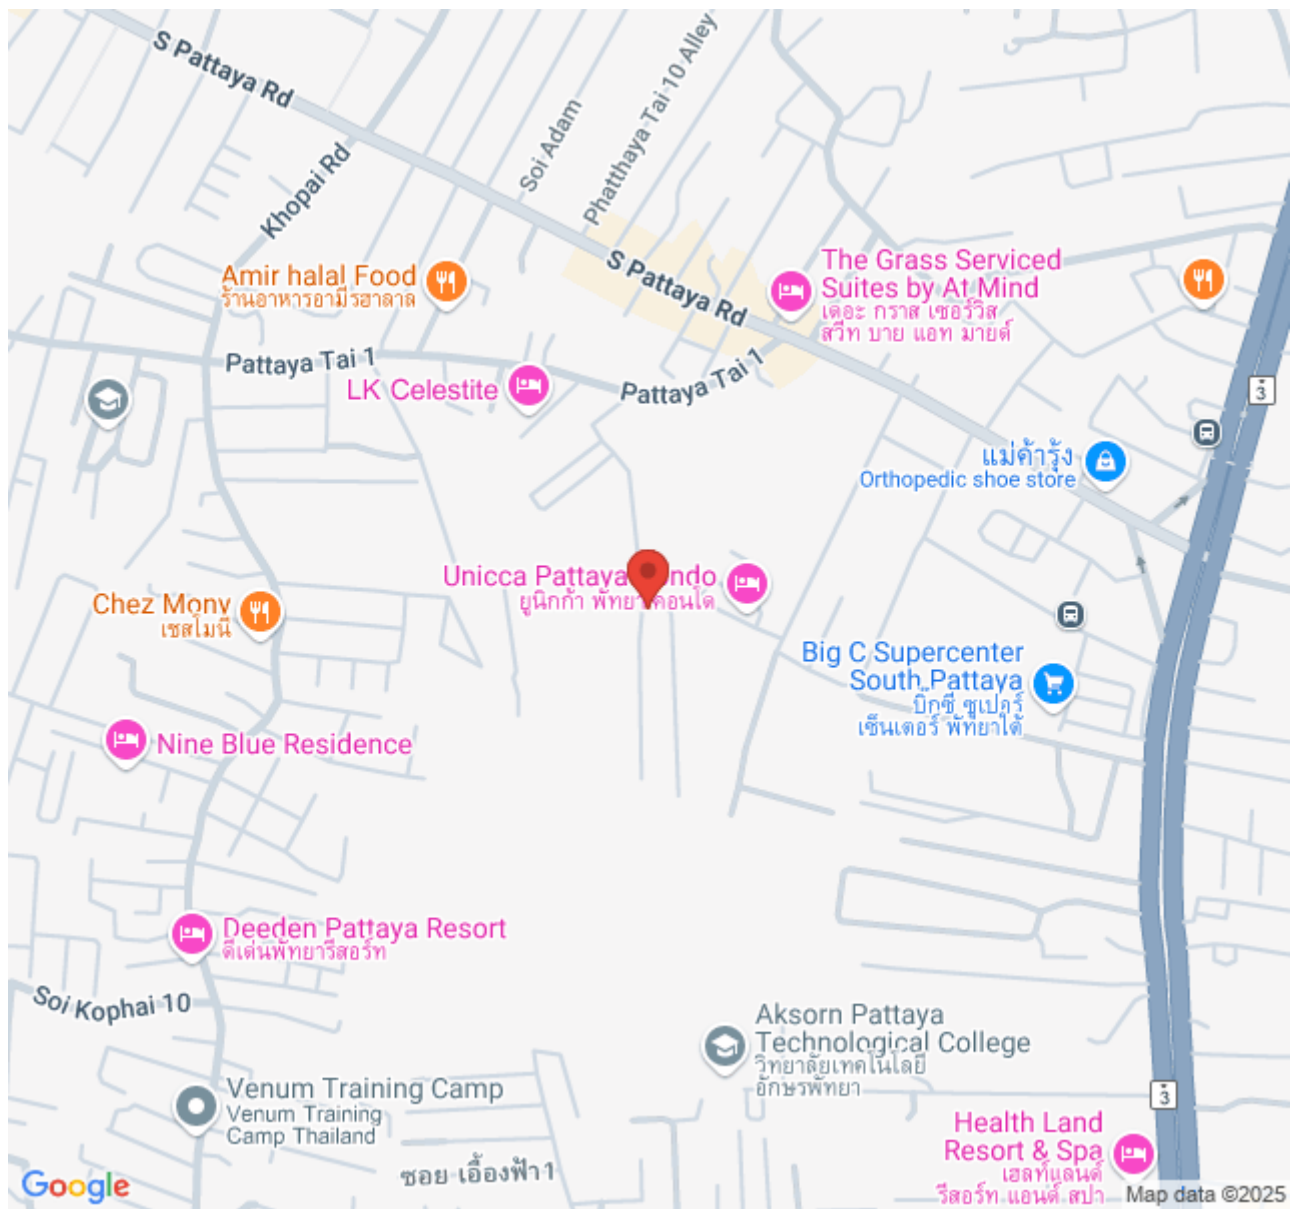 S Pattaya Rd
Phatthaya Tai 10 Alley
Soi Adam
Khopai Rd
Amir halal Food
ร้านอาหารอามีรฮาลาล
S Pattaya Rd
The Grass Serviced
Suites by At Mind
เดอะ กราส เซอร์วิส
สวีท บาย แอท มายด์
Pattaya Tai 1
LK Celestite
Pattaya Tai 1
3
แม่ค้ารุ้ง
Orthopedic shoe store
Unicca Pattaya
ยูนิกก้า พัทยา คอนโด
Chez Mony
เชสโมนี
Big C Supercenter
South Pattaya
บิ๊กซี ซูเปอร์
เซ็นเตอร์ พัทยาใต้
Nine Blue Residence
Deeden Pattaya Resort
ดีเด่นพัทยารีสอร์ท
Soi Kophai 10
Aksorn Pattaya
Technological College
วิทยาลัยเทคโนโลยี
อักษรพัทยา
Venum Training Camp
Venum Training
Camp Thailand
3
Health Land
Resort & Spa
เฮลท์แลนด์
รีสอร์ท แอนด์ สปา
ซอย เอื้องฟ้า 1
Google
Map data ©2025